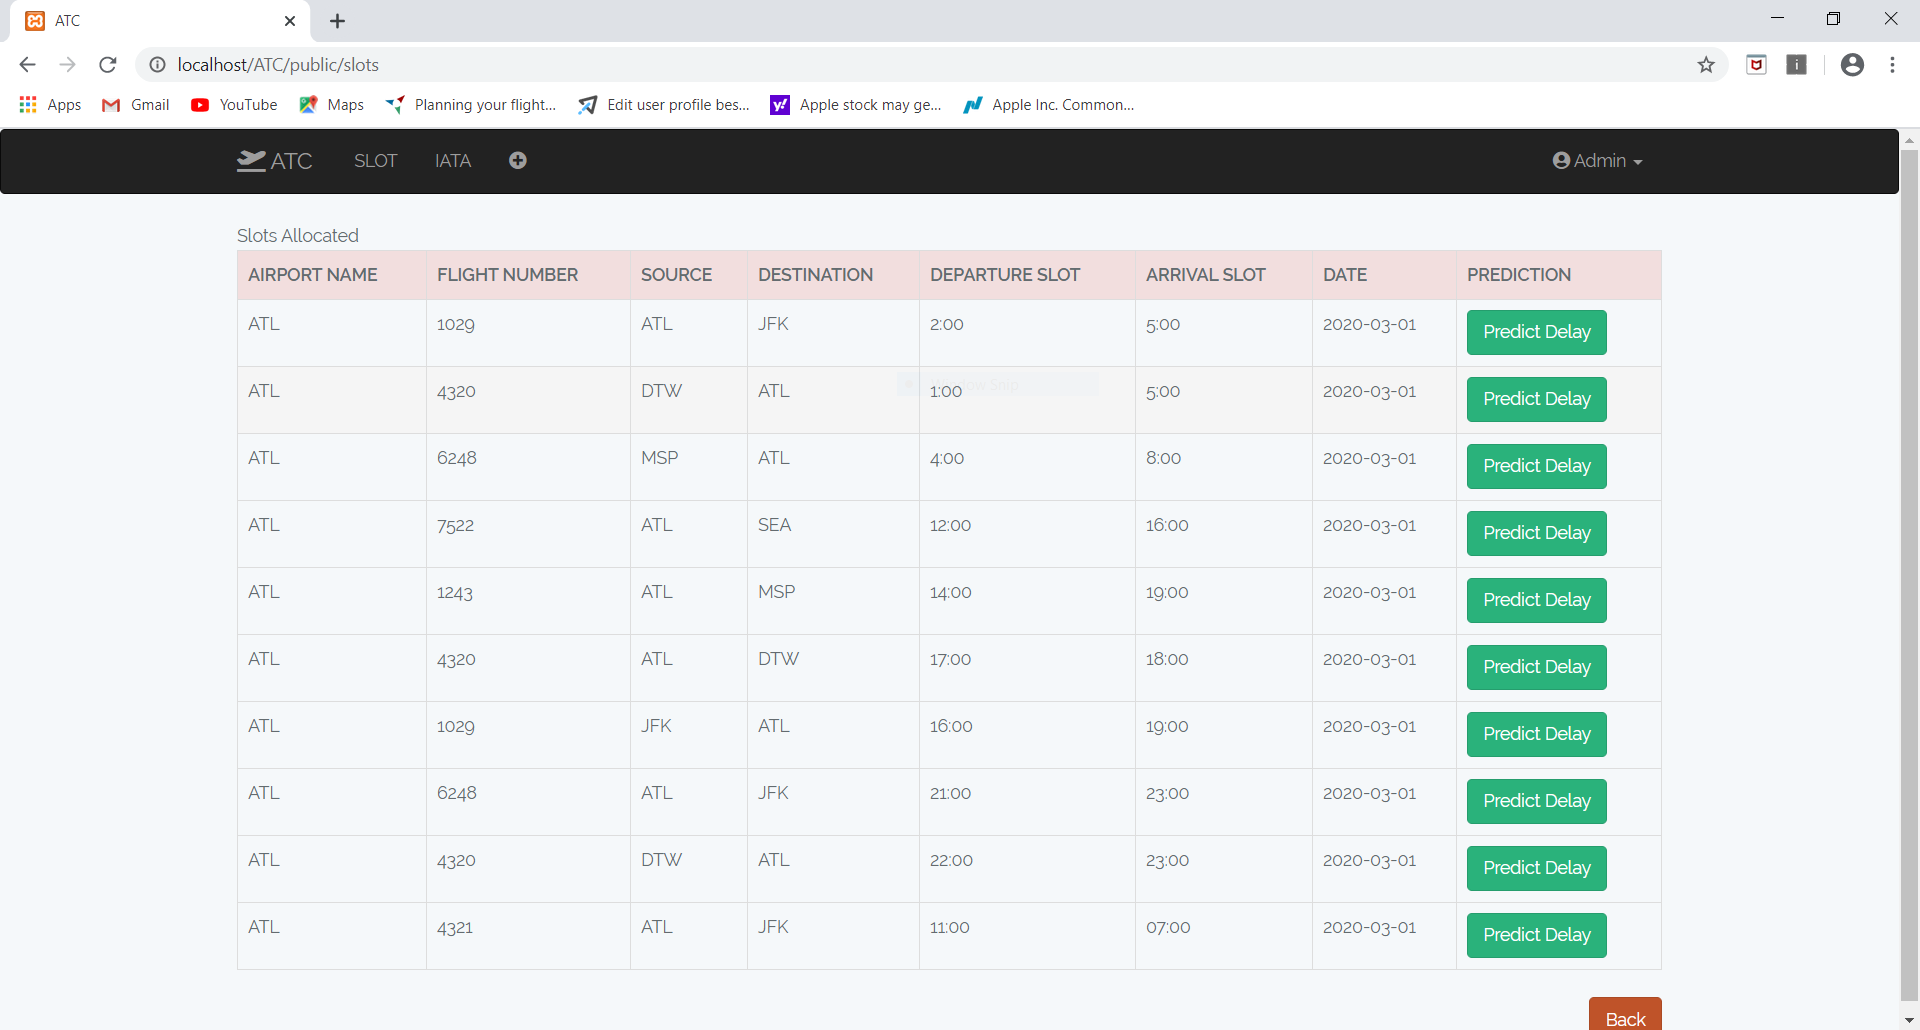 ATC
localhost/ATC/public/slots
Apps Gmail YouTube Maps Planning your flight... Edit user profile bes... Apple stock may ge... Apple Inc. Common...
ATC SLOT IATA Admin
Slots Allocated
AIRPORT NAME FLIGHT NUMBER SOURCE DESTINATION DEPARTURE SLOT ARRIVAL SLOT DATE PREDICTION
ATL 1029 ATL JFK 2:00 5:00 2020-03-01 Predict Delay
ATL 4320 DTW ATL 1:00 5:00 2020-03-01 Predict Delay
ATL 6248 MSP ATL 4:00 8:00 2020-03-01 Predict Delay
ATL 7522 ATL SEA 12:00 16:00 2020-03-01 Predict Delay
ATL 1243 ATL MSP 14:00 19:00 2020-03-01 Predict Delay
ATL 4320 ATL DTW 17:00 18:00 2020-03-01 Predict Delay
ATL 1029 JFK ATL 16:00 19:00 2020-03-01 Predict Delay
ATL 6248 ATL JFK 21:00 23:00 2020-03-01 Predict Delay
ATL 4320 DTW ATL 22:00 23:00 2020-03-01 Predict Delay
ATL 4321 ATL JFK 11:00 07:00 2020-03-01 Predict Delay
Back